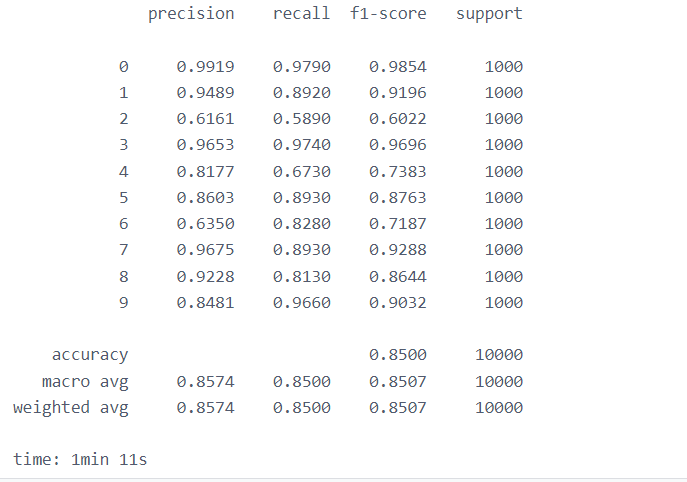 precision recall f1-score support
0 0.9919 0.9790 0.9854 1000
1 0.9489 0.8920 0.9196 1000
2 0.6161 0.5890 0.6022 1000
3 0.9653 0.9740 0.9696 1000
4 0.8177 0.6730 0.7383 1000
5 0.8603 0.8930 0.8763 1000
6 0.6350 0.8280 0.7187 1000
7 0.9675 0.8930 0.9288 1000
8 0.9228 0.8130 0.8644 1000
9 0.8481 0.9660 0.9032 1000
accuracy 0.8500 10000
macro avg 0.8574 0.8500 0.8507 10000
weighted avg 0.8574 0.8500 0.8507 10000
time: 1min 11s